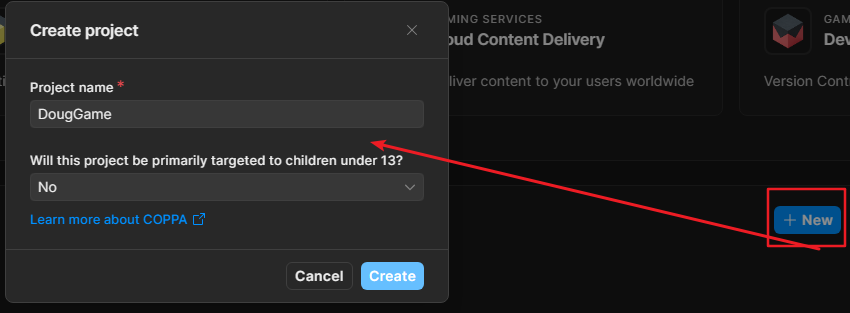 Create project
Project name *
DougGame
Will this project be primarily targeted to children under 13?
No
Learn more about COPPA
Cancel
Create
MING SERVICES
oud Content Delivery
liver content to your users worldwide
GAM
Dev
Version Contr
+ New